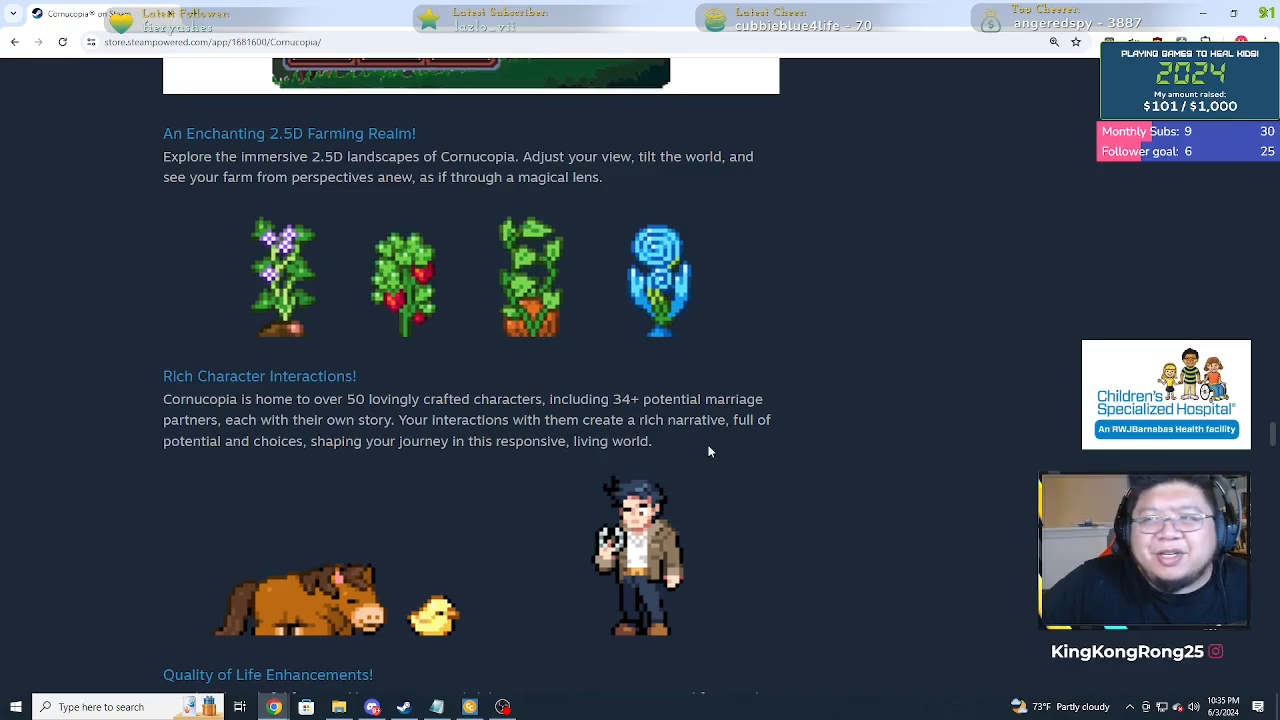 Cornucopia on
Latest Follower:
fieryashes
Latest Subscriber:
lazlo_vii
Latest Cheer:
cubbieblue4life - 70
Top Cheerer:
angeredspy - 3887
91
store.steampowered.com/app/1681600/Cornucopia/
PLAYING GAMES TO HEAL KIDS!
2024
My amount raised:
$101 / $1,000
Monthly Subs: 9 30
Follower goal: 6 25
An Enchanting 2.5D Farming Realm!
Explore the immersive 2.5D landscapes of Cornucopia. Adjust your view, tilt the world, and
see your farm from perspectives anew, as if through a magical lens.
Rich Character Interactions!
Cornucopia is home to over 50 lovingly crafted characters, including 34+ potential marriage
partners, each with their own story. Your interactions with them create a rich narrative, full of
potential and choices, shaping your journey in this responsive, living world.
Children's
Specialized Hospital
An RWJBarnabas Health facility
KingKongRong25
Quality of Life Enhancements!
Type here to search
73°F Partly cloudy
10:35 PM
6/3/2024